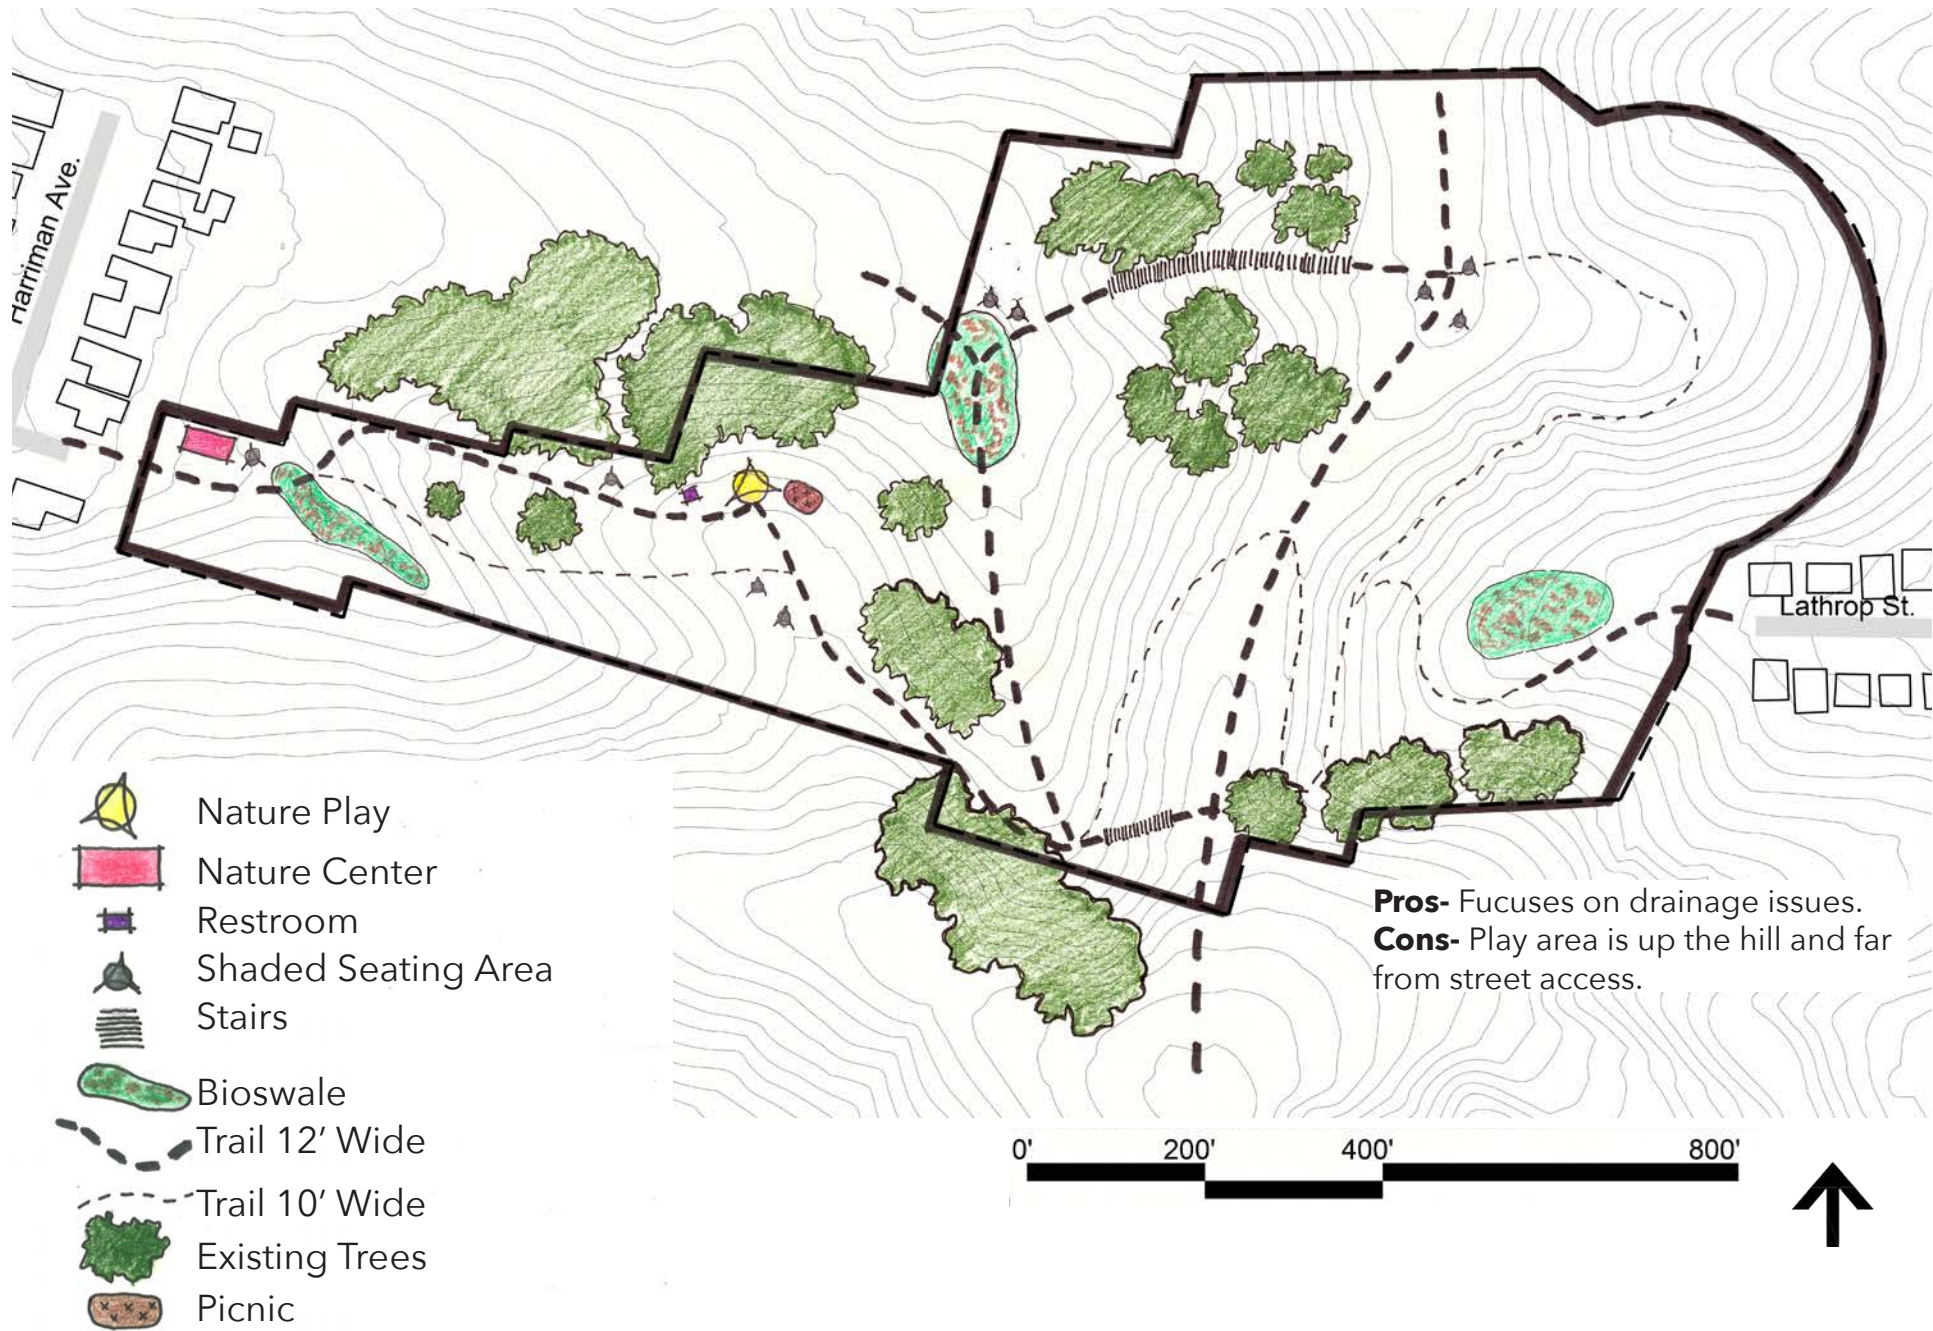 Harriman Ave.
Lathrop St.
Nature Play
Nature Center
Restroom
Shaded Seating Area
Stairs
Bioswale
Trail 12’ Wide
Trail 10’ Wide
Existing Trees
Picnic
Pros- Fucuses on drainage issues.
Cons- Play area is up the hill and far
from street access.
0' 200' 400' 800'